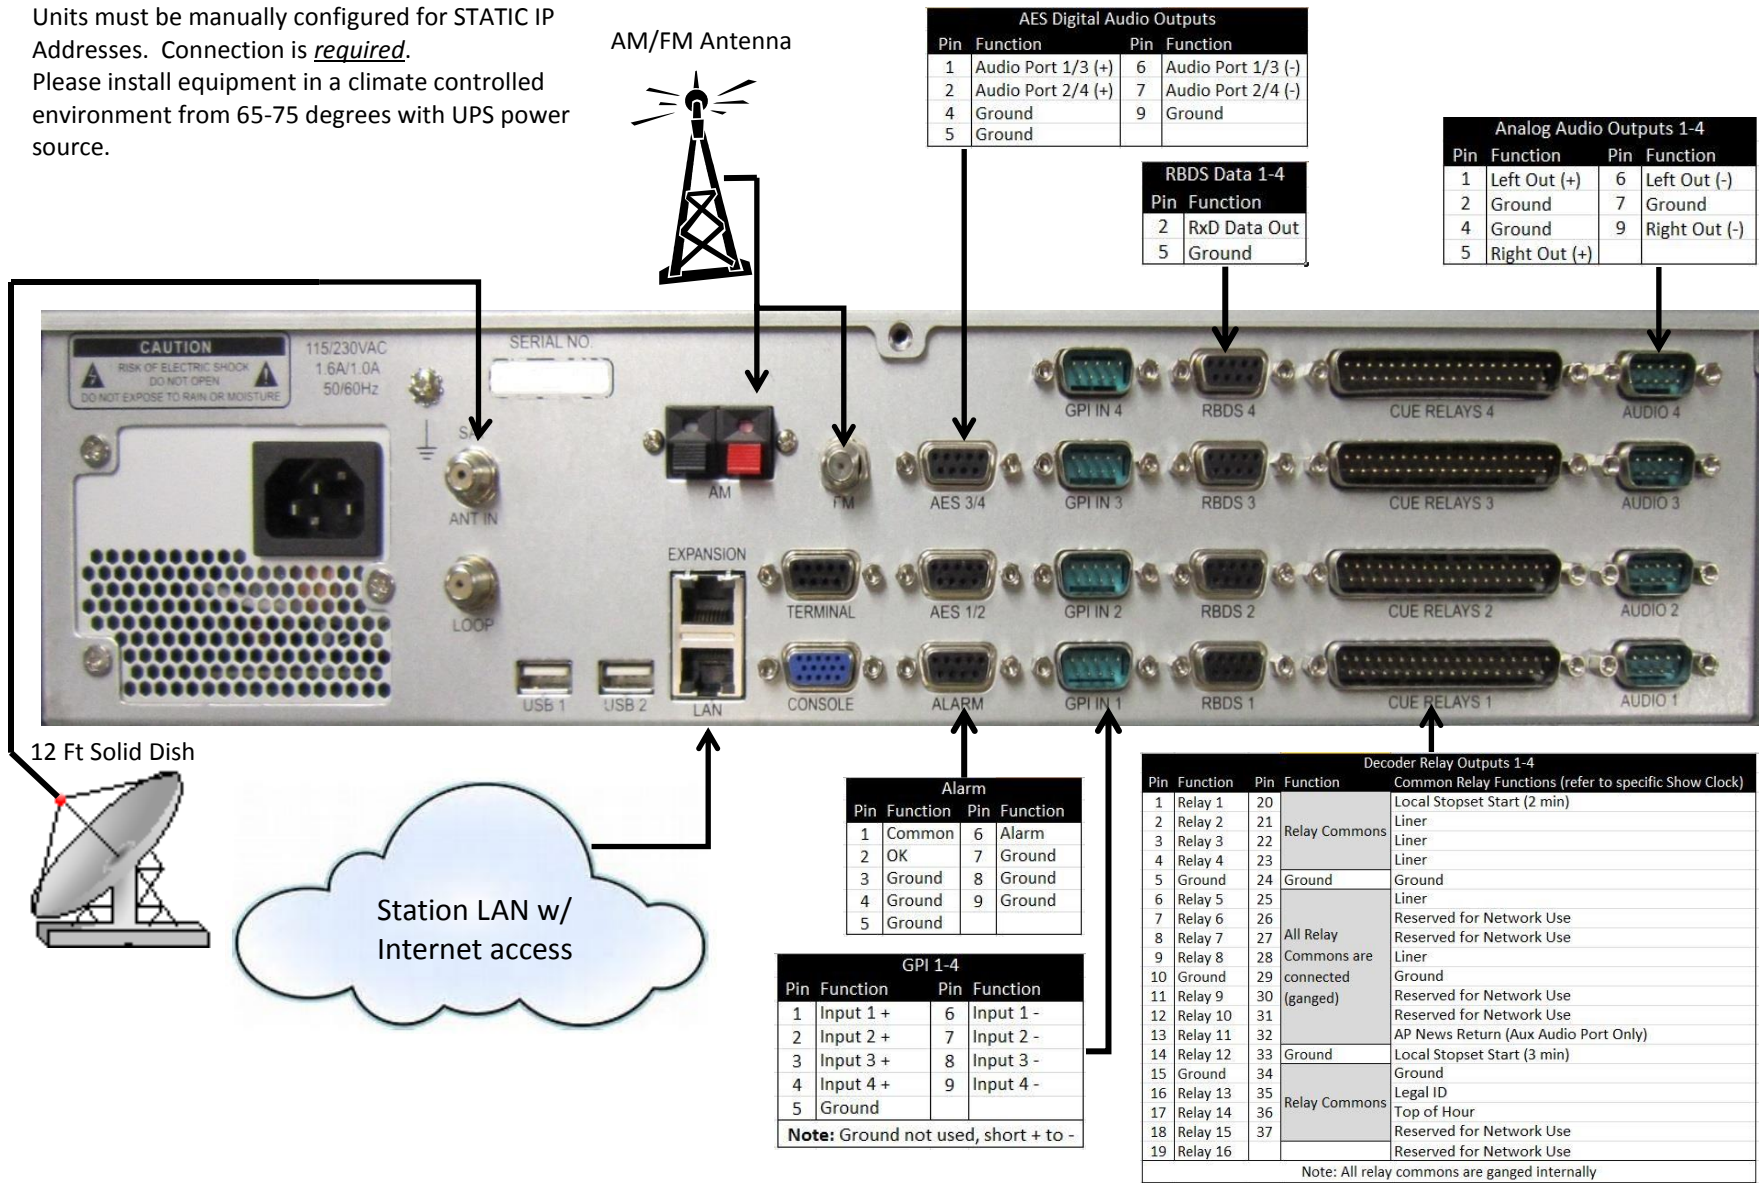 Units must be manually configured for STATIC IP
Addresses. Connection is required.
Please install equipment in a climate controlled
environment from 65-75 degrees with UPS power
source.
AM/FM Antenna
AES Digital Audio Outputs
Pin Function Pin Function
1 Audio Port 1/3 (+) 6 Audio Port 1/3 (-)
2 Audio Port 2/4 (+) 7 Audio Port 2/4 (-)
4 Ground 9 Ground
5 Ground
RBDS Data 1-4
Pin Function
2 RxD Data Out
5 Ground
Analog Audio Outputs 1-4
Pin Function Pin Function
1 Left Out (+) 6 Left Out (-)
2 Ground 7 Ground
4 Ground 9 Right Out (-)
5 Right Out (+)
CAUTION
RISK OF ELECTRIC SHOCK
DO NOT OPEN
DO NOT EXPOSE TO RAIN OR MOISTURE
115/230VAC
1.6A/1.0A
50/60Hz
SERIAL NO.
GPI IN 4 RBDS 4 CUE RELAYS 4 AUDIO 4
ANT IN
AM FM AES 3/4 GPI IN 3 RBDS 3 CUE RELAYS 3 AUDIO 3
EXPANSION
LOOP
TERMINAL AES 1/2 GPI IN 2 RBDS 2 CUE RELAYS 2 AUDIO 2
USB 1 USB 2 LAN CONSOLE ALARM GPI IN 1 RBDS 1 CUE RELAYS 1 AUDIO 1
12 Ft Solid Dish
Station LAN w/
Internet access
Alarm
Pin Function Pin Function
1 Common 6 Alarm
2 OK 7 Ground
3 Ground 8 Ground
4 Ground 9 Ground
5 Ground
GPI 1-4
Pin Function Pin Function
1 Input 1 + 6 Input 1 -
2 Input 2 + 7 Input 2 -
3 Input 3 + 8 Input 3 -
4 Input 4 + 9 Input 4 -
5 Ground
Note: Ground not used, short + to -
Decoder Relay Outputs 1-4
Pin Function Pin Function Common Relay Functions (refer to specific Show Clock)
1 Relay 1 20 Local Stopset Start (2 min)
2 Relay 2 21 Relay Commons Liner
3 Relay 3 22 Liner
4 Relay 4 23 Liner
5 Ground 24 Ground Ground
6 Relay 5 25 Liner
7 Relay 6 26 Reserved for Network Use
8 Relay 7 27 All Relay Reserved for Network Use
9 Relay 8 28 Commons are Liner
10 Ground 29 connected Ground
11 Relay 9 30 (ganged) Reserved for Network Use
12 Relay 10 31 Reserved for Network Use
13 Relay 11 32 AP News Return (Aux Audio Port Only)
14 Relay 12 33 Ground Local Stopset Start (3 min)
15 Ground 34 Ground
16 Relay 13 35 Relay Commons Legal ID
17 Relay 14 36 Top of Hour
18 Relay 15 37 Reserved for Network Use
19 Relay 16 Reserved for Network Use
Note: All relay commons are ganged internally